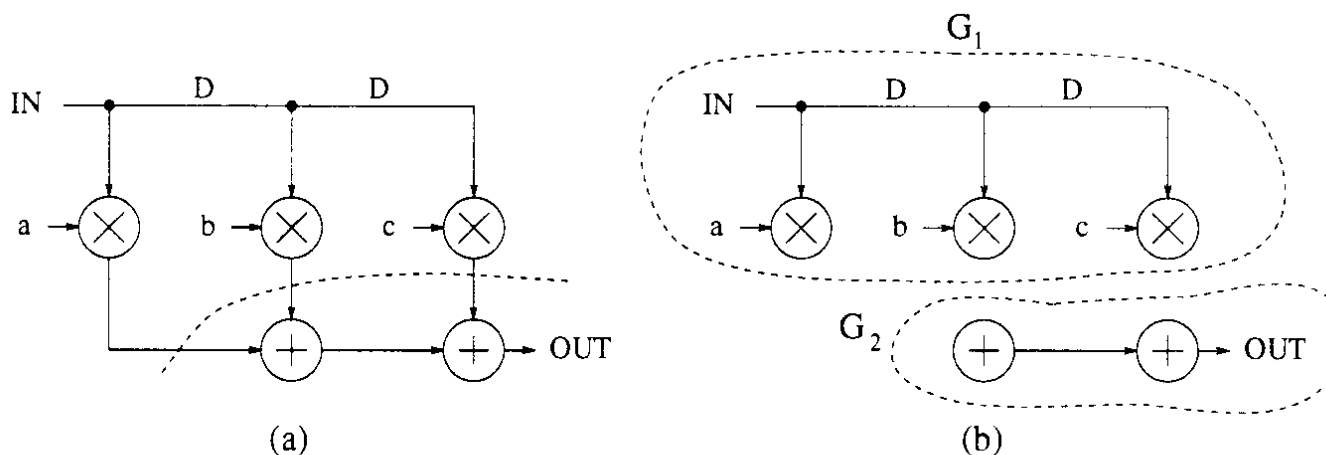 G1
IN D D
IN D D
a b c
a b c
G2
OUT
OUT
(a)
(b)